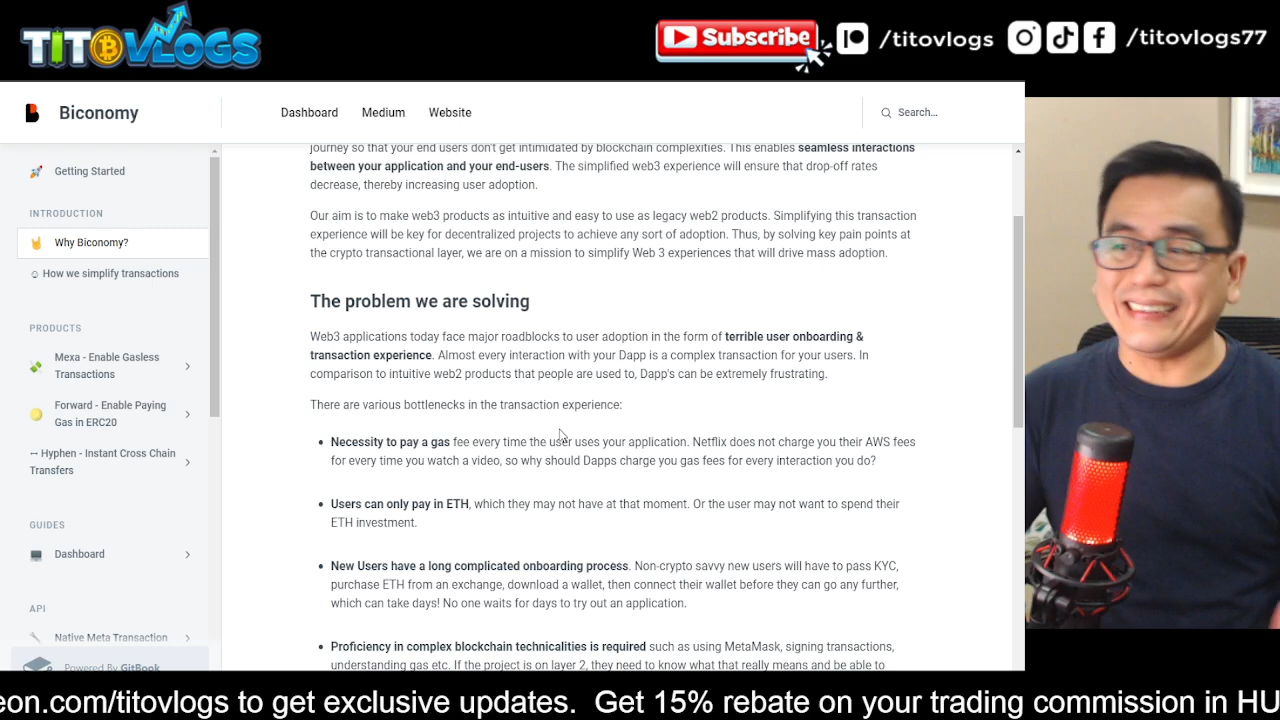 TITOVLOGS
Subscribe
/titovlogs
/titovlogs77
Biconomy
Dashboard
Medium
Website
Search...
Getting Started
INTRODUCTION
Why Biconomy?
How we simplify transactions
PRODUCTS
Mexa - Enable Gasless
Transactions
Forward - Enable Paying
Gas in ERC20
Hyphen - Instant Cross Chain
Transfers
GUIDES
Dashboard
API
Native Meta Transaction
Powered By GitBook
journey so that your end users don't get intimidated by blockchain complexities. This enables seamless interactions
between your application and your end-users. The simplified web3 experience will ensure that drop-off rates
decrease, thereby increasing user adoption.
Our aim is to make web3 products as intuitive and easy to use as legacy web2 products. Simplifying this transaction
experience will be key for decentralized projects to achieve any sort of adoption. Thus, by solving key pain points at
the crypto transactional layer, we are on a mission to simplify Web 3 experiences that will drive mass adoption.
The problem we are solving
Web3 applications today face major roadblocks to user adoption in the form of terrible user onboarding &
transaction experience. Almost every interaction with your Dapp is a complex transaction for your users. In
comparison to intuitive web2 products that people are used to, Dapp's can be extremely frustrating.
There are various bottlenecks in the transaction experience:
• Necessity to pay a gas fee every time the user uses your application. Netflix does not charge you their AWS fees
for every time you watch a video, so why should Dapps charge you gas fees for every interaction you do?
• Users can only pay in ETH, which they may not have at that moment. Or the user may not want to spend their
ETH investment.
• New Users have a long complicated onboarding process. Non-crypto savvy new users will have to pass KYC,
purchase ETH from an exchange, download a wallet, then connect their wallet before they can go any further,
which can take days! No one waits for days to try out an application.
• Proficiency in complex blockchain technicalities is required such as using MetaMask, signing transactions,
understanding gas etc. If the project is on layer 2, they need to know what that really means and be able to
eon.com/titovlogs to get exclusive updates. Get 15% rebate on your trading commission in HU